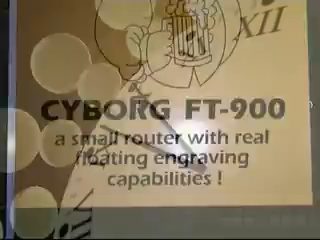 XII
CYBORG FT-900
a small router with real
floating engraving
capabilities !